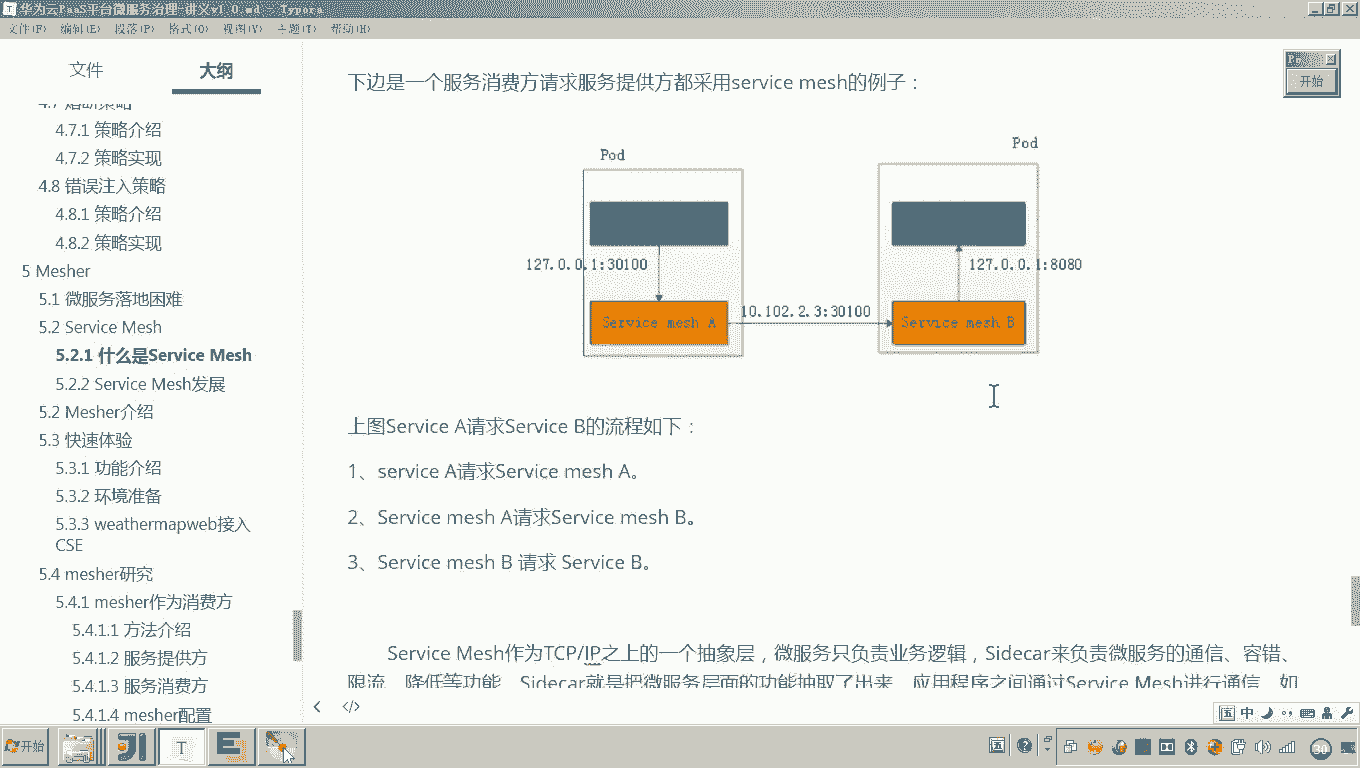 华为云PaaS平台微服务治理-讲义v1.0.md - Typora
文件(F) 编辑(E) 段落(P) 格式(O) 视图(V) 主题(T) 帮助(H)
文件 大纲
4.7 熔断策略
4.7.1 策略介绍
4.7.2 策略实现
4.8 错误注入策略
4.8.1 策略介绍
4.8.2 策略实现
5 Mesher
5.1 微服务落地困难
5.2 Service Mesh
5.2.1 什么是Service Mesh
5.2.2 Service Mesh发展
5.2 Mesher介绍
5.3 快速体验
5.3.1 功能介绍
5.3.2 环境准备
5.3.3 weathermapweb接入
CSE
5.4 mesher研究
5.4.1 mesher作为消费方
5.4.1.1 方法介绍
5.4.1.2 服务提供方
5.4.1.3 服务消费方
5.4.1.4 mesher配置
下边是一个服务消费方请求服务提供方都采用service mesh的例子：
Pod
Pod
127.0.0.1:30100
127.0.0.1:8080
10.102.2.3:30100
Service mesh A
Service mesh B
上图Service A请求Service B的流程如下：
1、service A请求Service mesh A。
2、Service mesh A请求Service mesh B。
3、Service mesh B 请求 Service B。
Service Mesh作为TCP/IP之上的一个抽象层，微服务只负责业务逻辑，Sidecar来负责微服务的通信、容错、
限流、降低等功能，Sidecar就是把微服务层面的功能抽取了出来，应用程序之间通过Service Mesh进行通信，如
开始
</>
中
开始
30